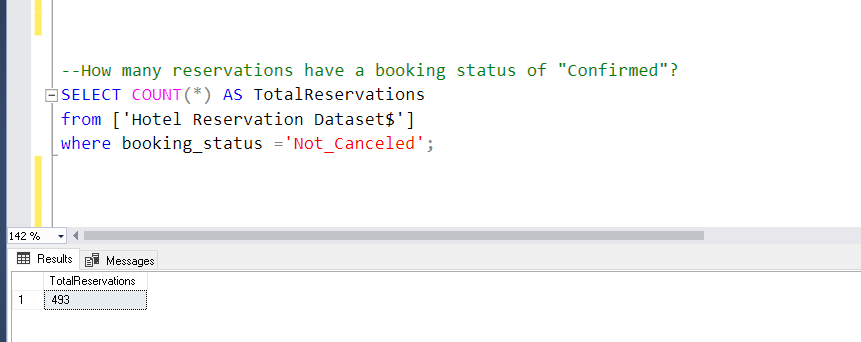 --How many reservations have a booking status of "Confirmed"?
SELECT COUNT(*) AS TotalReservations
from ['Hotel Reservation Dataset$']
where booking_status ='Not_Canceled';
142 %
Results Messages
TotalReservations
1 493